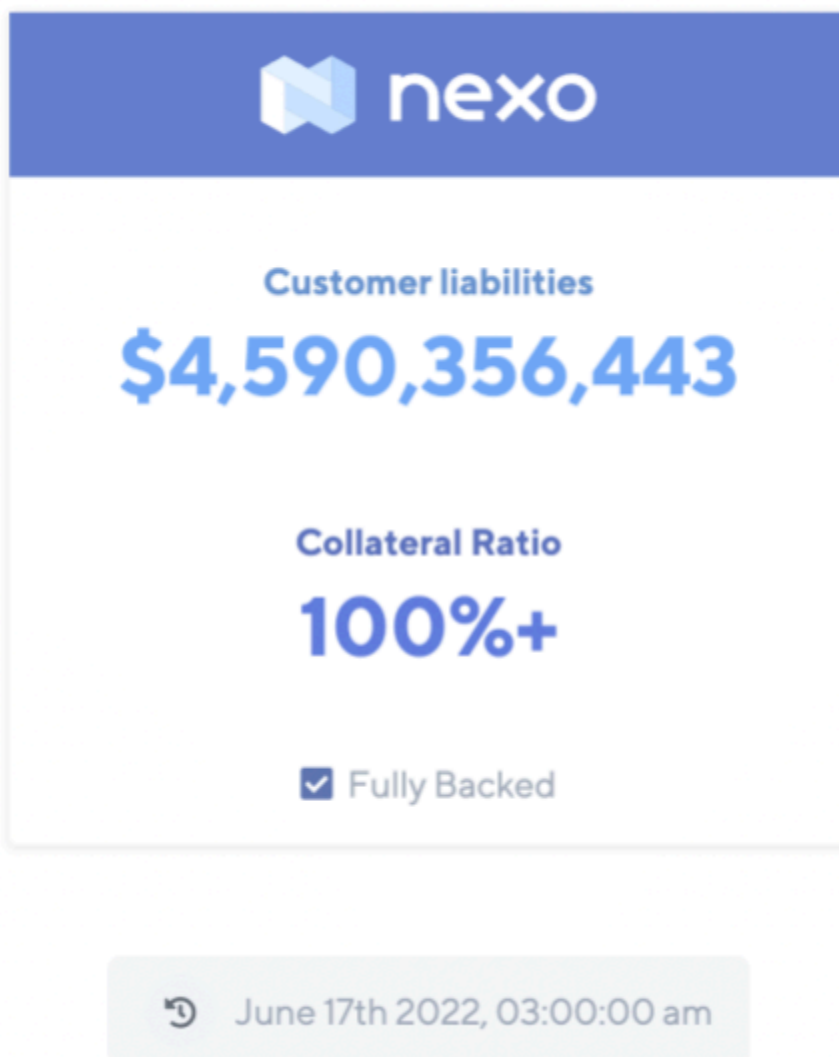 nexo
Customer liabilities
$4,590,356,443
Collateral Ratio
100%+
Fully Backed
June 17th 2022, 03:00:00 am